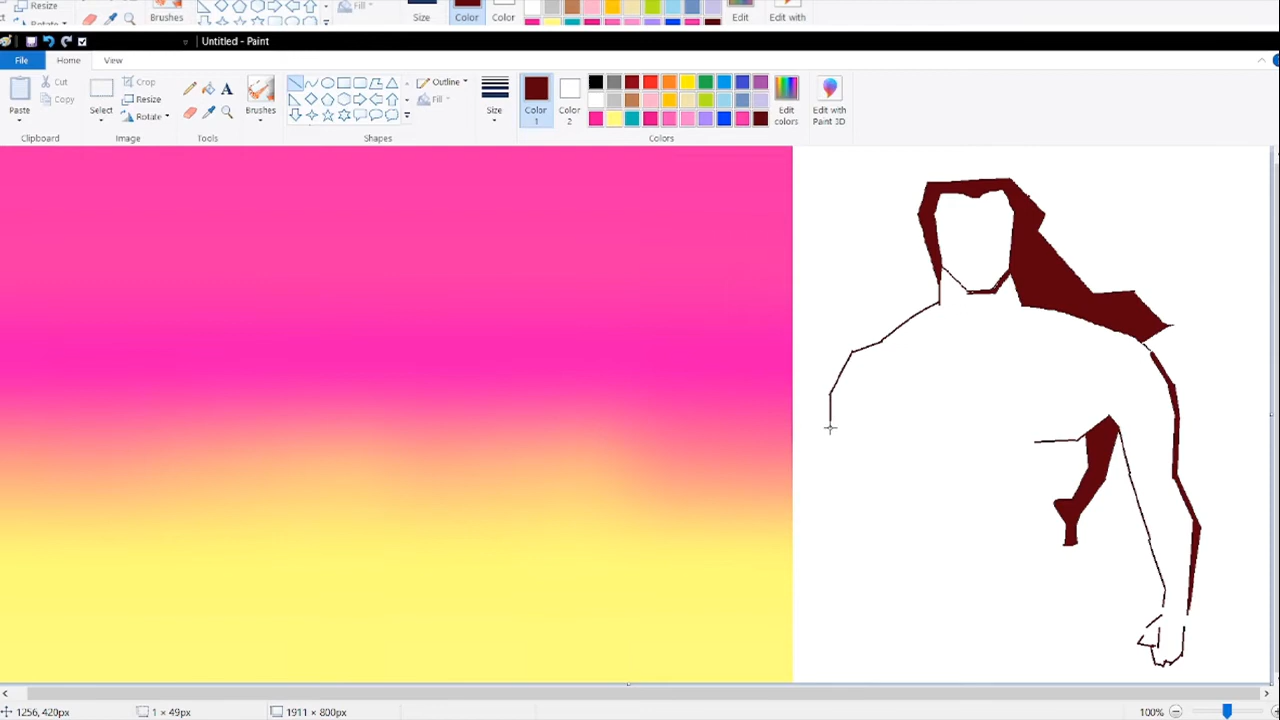 Resize
Rotate
Brushes
Fill
Size
Color
Color
Edit
Edit with
Untitled - Paint
File
Home
View
Paste
Cut
Copy
Select
Crop
Resize
Rotate
A
Brushes
Outline
Fill
Size
Color
1
Color
2
Edit
colors
Edit with
Paint 3D
Clipboard
Image
Tools
Shapes
Colors
1256, 420px
1 × 49px
1911 × 800px
100%